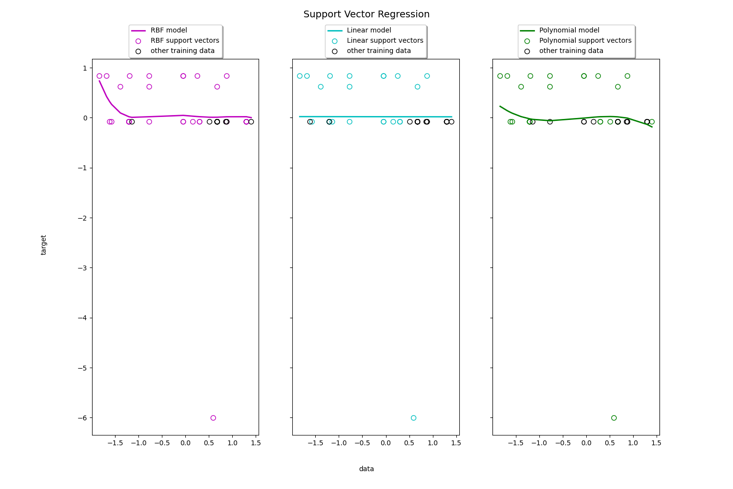 Support Vector Regression
RBF model
RBF support vectors
other training data
Linear model
Linear support vectors
other training data
Polynomial model
Polynomial support vectors
other training data
1
0
−1
−2
−3
−4
−5
−6
target
−1.5 −1.0 −0.5 0.0 0.5 1.0 1.5
−1.5 −1.0 −0.5 0.0 0.5 1.0 1.5
−1.5 −1.0 −0.5 0.0 0.5 1.0 1.5
data